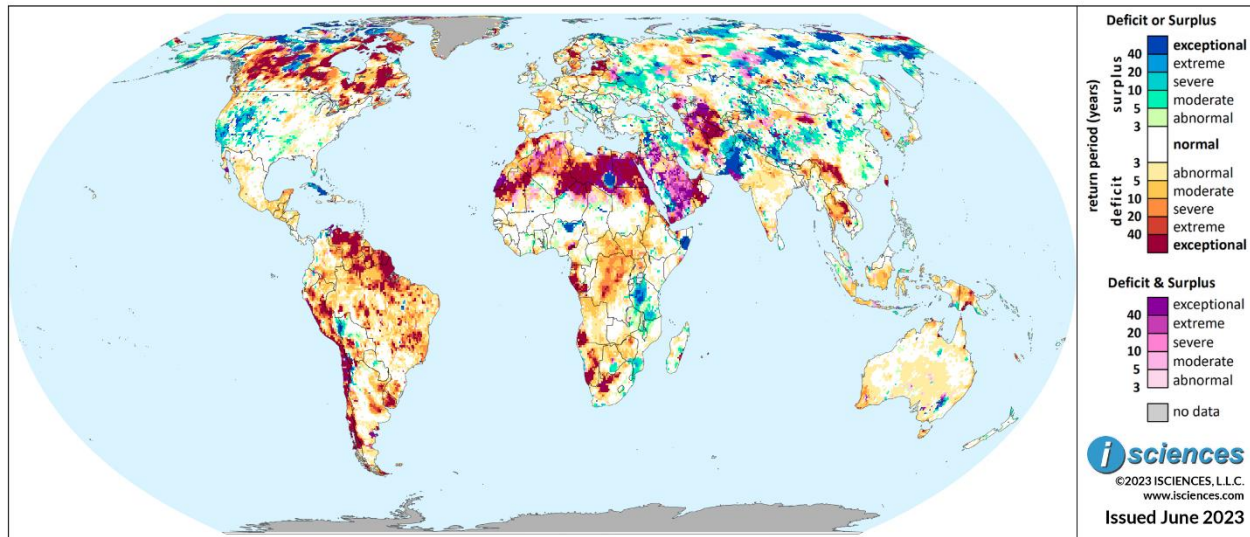 Deficit or Surplus
exceptional
40
extreme
20
severe
10
moderate
5
abnormal
3
normal
3
abnormal
5
moderate
10
severe
20
extreme
40
exceptional
return period (years)
deficit surplus
Deficit & Surplus
exceptional
40
extreme
20
severe
10
moderate
5
abnormal
3
no data
i sciences
©2023 ISCIENCES, L.L.C.
www.isciences.com
Issued June 2023